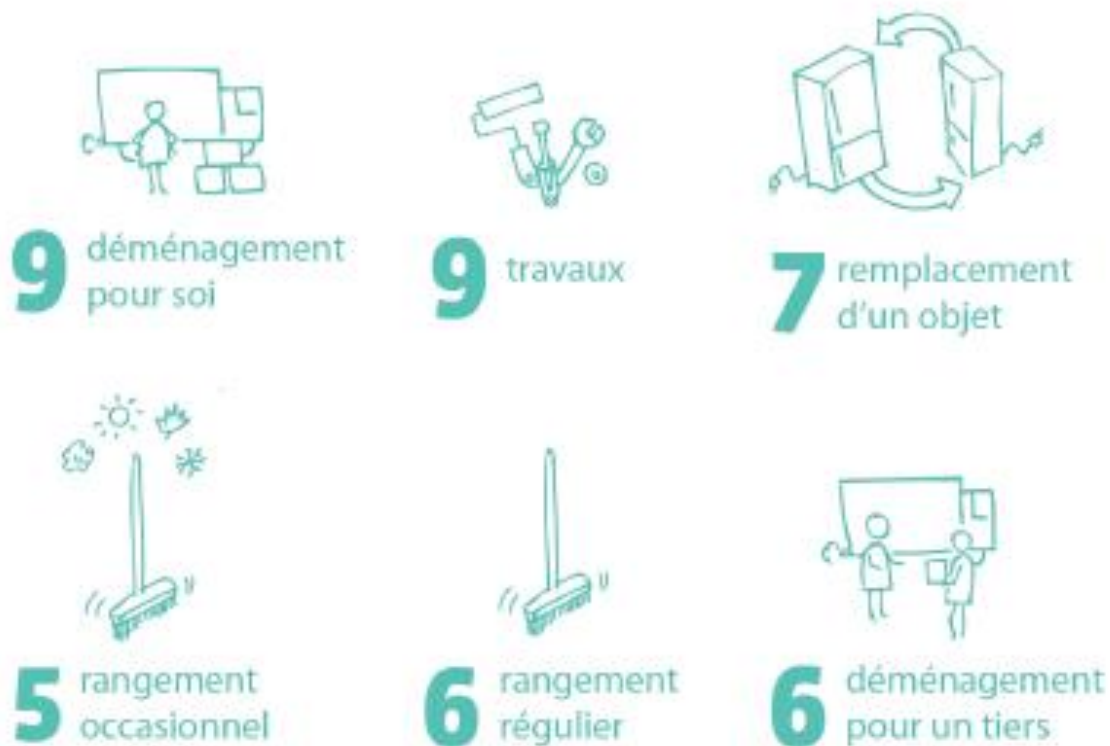 9 déménagement
pour soi
9 travaux
7 remplacement
d'un objet
5 rangement
occasionnel
6 rangement
régulier
6 déménagement
pour un tiers